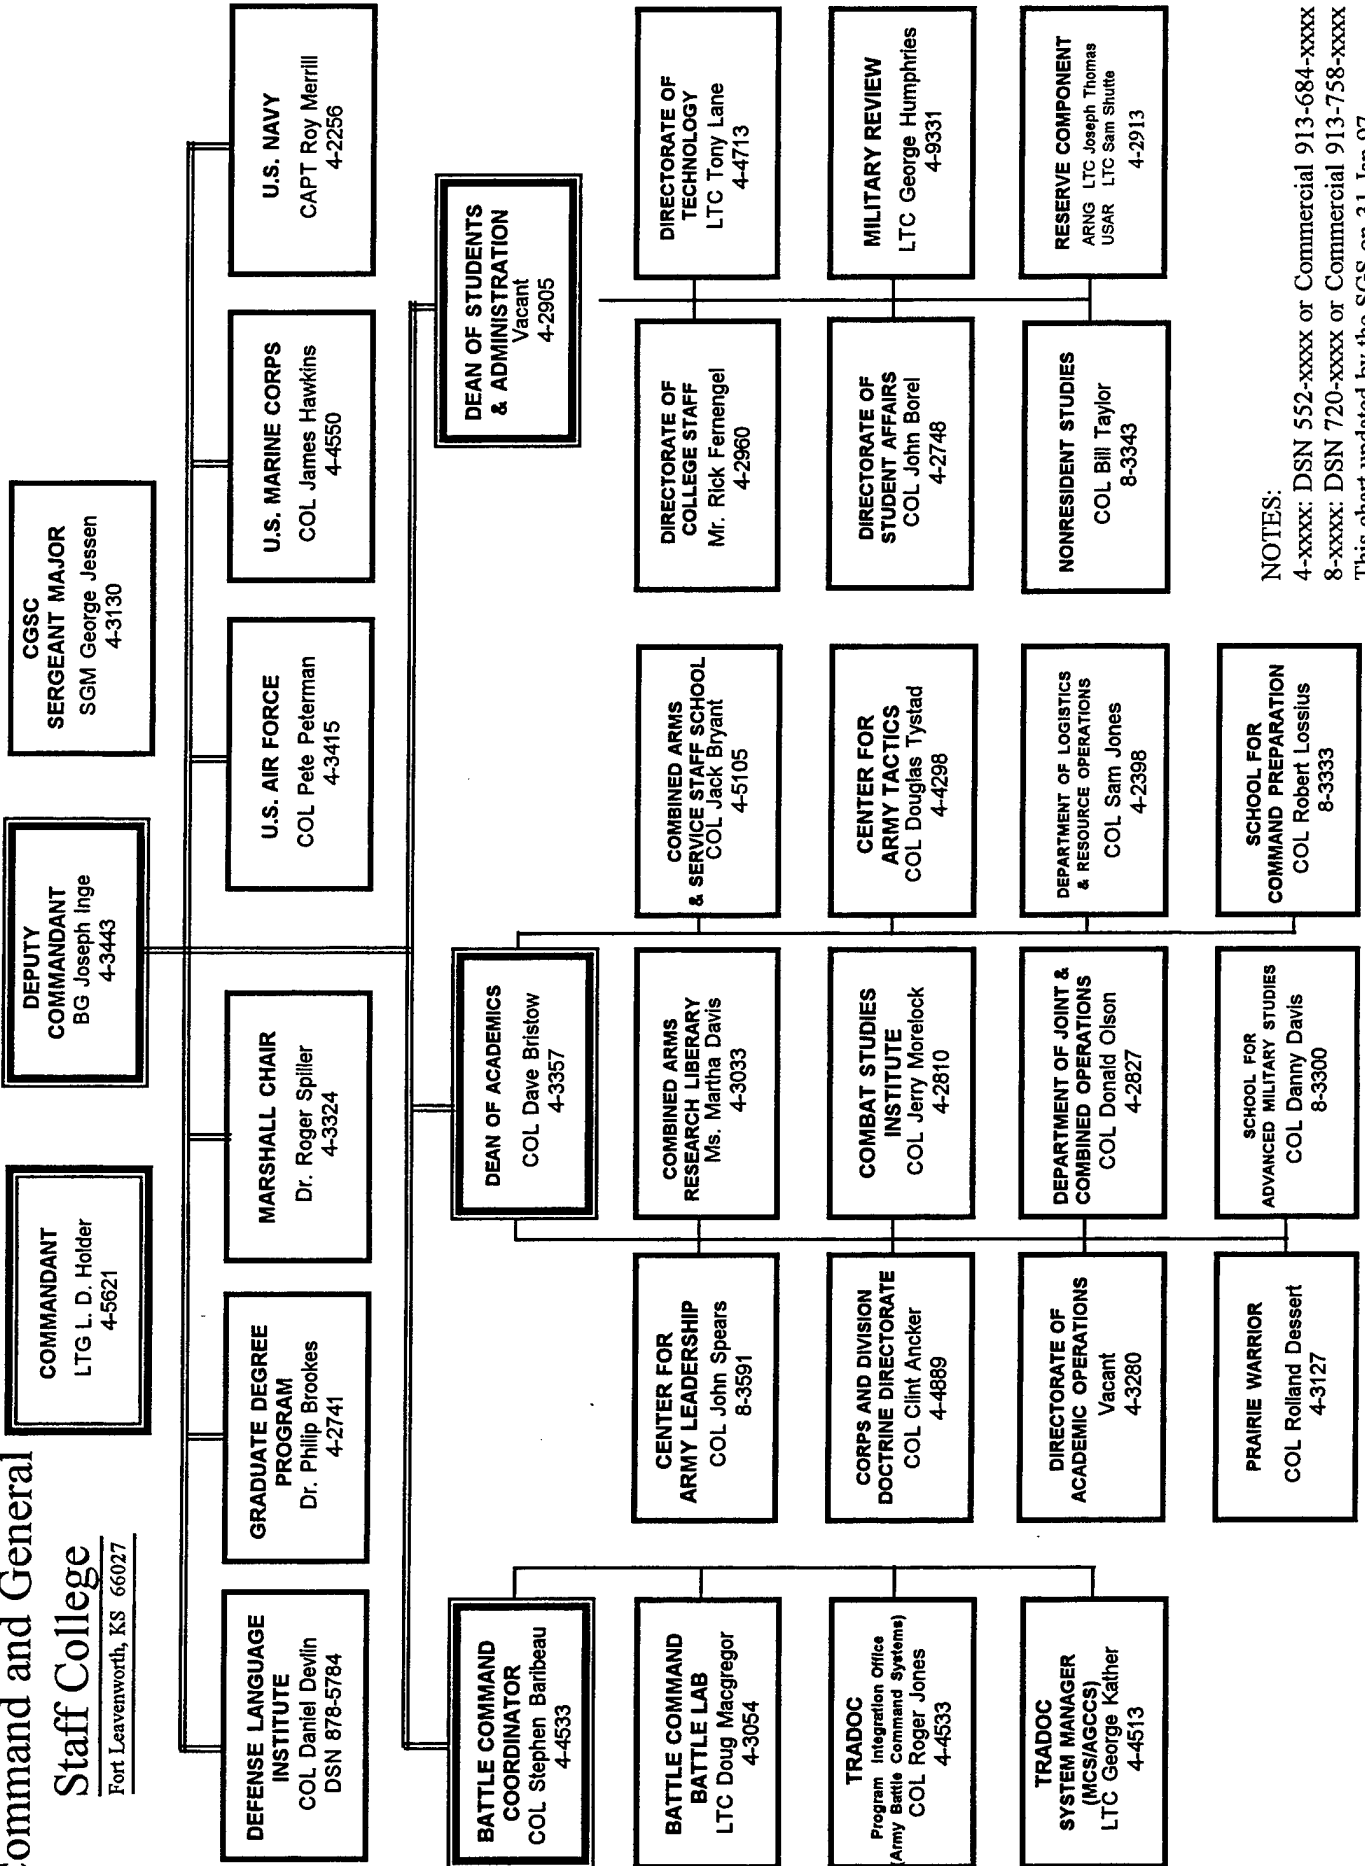 Command and General
Staff College
Fort Leavenworth, KS 66027
COMMANDANT
LTG L. D. Holder
4-5621
DEPUTY
COMMANDANT
BG Joseph Inge
4-3443
CGSC
SERGEANT MAJOR
SGM George Jessen
4-3130
DEFENSE LANGUAGE
INSTITUTE
COL Daniel Devlin
DSN 878-5784
GRADUATE DEGREE
PROGRAM
Dr. Philip Brookes
4-2741
MARSHALL CHAIR
Dr. Roger Spiller
4-3324
U.S. AIR FORCE
COL Pete Peterman
4-3415
U.S. MARINE CORPS
COL James Hawkins
4-4550
U.S. NAVY
CAPT Roy Merrill
4-2256
BATTLE COMMAND
COORDINATOR
COL Stephen Baribeau
4-4533
DEAN OF ACADEMICS
COL Dave Bristow
4-3357
DEAN OF STUDENTS
& ADMINISTRATION
Vacant
4-2905
BATTLE COMMAND
BATTLE LAB
LTC Doug Macgregor
4-3054
CENTER FOR
ARMY LEADERSHIP
COL John Spears
8-3591
COMBINED ARMS
RESEARCH LIBERARY
Ms. Martha Davis
4-3033
COMBINED ARMS
& SERVICE STAFF SCHOOL
COL Jack Bryant
4-5105
DIRECTORATE OF
COLLEGE STAFF
Mr. Rick Fernengel
4-2960
DIRECTORATE OF
TECHNOLOGY
LTC Tony Lane
4-4713
TRADOC
Program Integration Office
(Army Battle Command Systems)
COL Roger Jones
4-4533
CORPS AND DIVISION
DOCTRINE DIRECTORATE
COL Clint Ancker
4-4889
COMBAT STUDIES
INSTITUTE
COL Jerry Morelock
4-2810
CENTER FOR
ARMY TACTICS
COL Douglas Tystad
4-4298
DIRECTORATE OF
STUDENT AFFAIRS
COL John Borel
4-2748
MILITARY REVIEW
LTC George Humphries
4-9331
TRADOC
SYSTEM MANAGER
(MCS/AGCCS)
LTC George Kather
4-4513
DIRECTORATE OF
ACADEMIC OPERATIONS
Vacant
4-3280
DEPARTMENT OF JOINT &
COMBINED OPERATIONS
COL Donald Olson
4-2827
DEPARTMENT OF LOGISTICS
& RESOURCE OPERATIONS
COL Sam Jones
4-2398
NONRESIDENT STUDIES
COL Bill Taylor
8-3343
RESERVE COMPONENT
ARNG LTC Joseph Thomas
USAR LTC Sam Shutte
4-2913
PRAIRIE WARRIOR
COL Rolland Dessert
4-3127
SCHOOL FOR
ADVANCED MILITARY STUDIES
COL Danny Davis
8-3300
SCHOOL FOR
COMMAND PREPARATION
COL Robert Lossius
8-3333
NOTES:
4-xxxx: DSN 552-xxxx or Commercial 913-684-xxxx
8-xxxx: DSN 720-xxxx or Commercial 913-758-xxxx
This chart updated by the SGS on 31 Jan 97